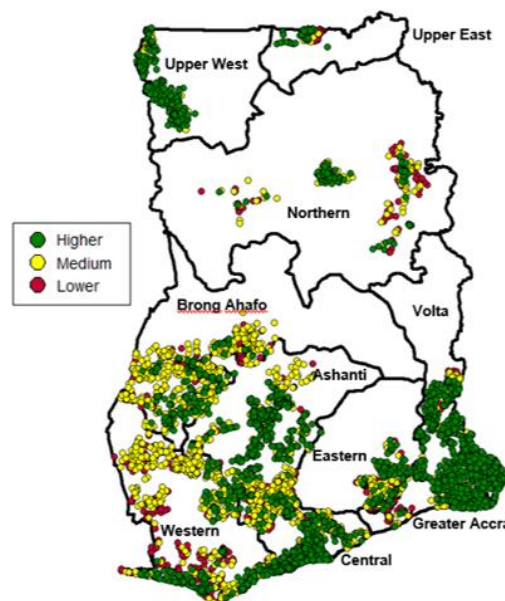 Upper East
Upper West
Northern
Higher
Medium
Lower
Brong Ahafo
Volta
Ashanti
Eastern
Greater Accra
Western
Central